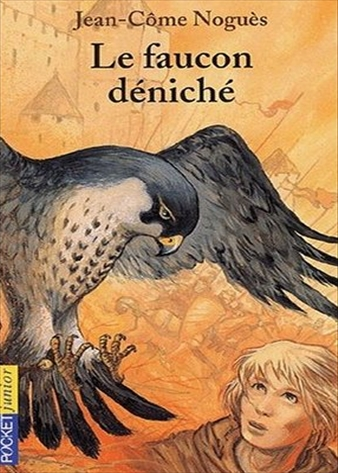 Jean-Côme Noguès
Le faucon
déniché
POCKET junior